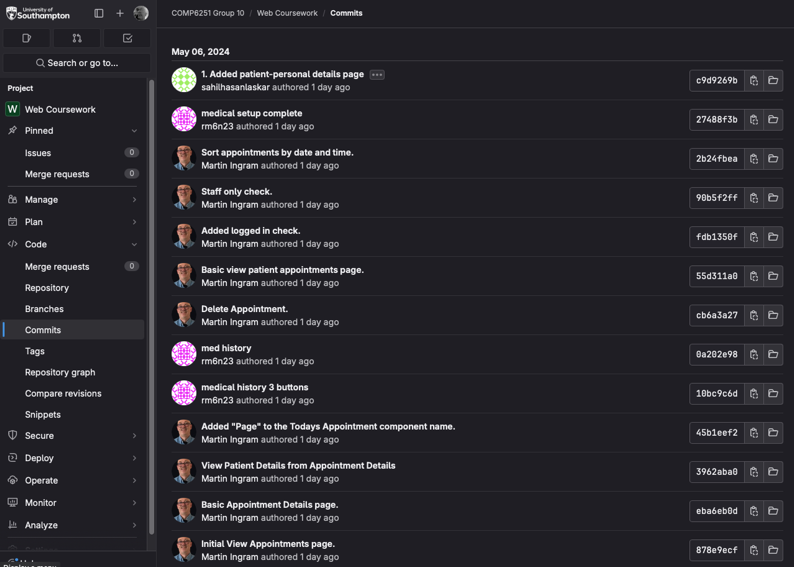 University of
Southampton
Search or go to...
Project
W Web Coursework
Pinned
Issues 0
Merge requests 0
Manage
Plan
Code
Merge requests 0
Repository
Branches
Commits
Tags
Repository graph
Compare revisions
Snippets
Secure
Deploy
Operate
Monitor
Analyze
Display a menu
COMP6251 Group 10 / Web Coursework / Commits
May 06, 2024
1. Added patient-personal details page ...
sahilhasanlaskar authored 1 day ago
c9d9269b
medical setup complete
rm6n23 authored 1 day ago
27488f3b
Sort appointments by date and time.
Martin Ingram authored 1 day ago
2b24fbea
Staff only check.
Martin Ingram authored 1 day ago
90b5f2ff
Added logged in check.
Martin Ingram authored 1 day ago
fdb1350f
Basic view patient appointments page.
Martin Ingram authored 1 day ago
55d311a0
Delete Appointment.
Martin Ingram authored 1 day ago
cb6a3a27
med history
rm6n23 authored 1 day ago
0a202e98
medical history 3 buttons
rm6n23 authored 1 day ago
10bc9c6d
Added "Page" to the Todays Appointment component name.
Martin Ingram authored 1 day ago
45b1eef2
View Patient Details from Appointment Details
Martin Ingram authored 1 day ago
3962aba0
Basic Appointment Details page.
Martin Ingram authored 1 day ago
eba6eb0d
Initial View Appointments page.
Martin Ingram authored 1 day ago
878e9ecf